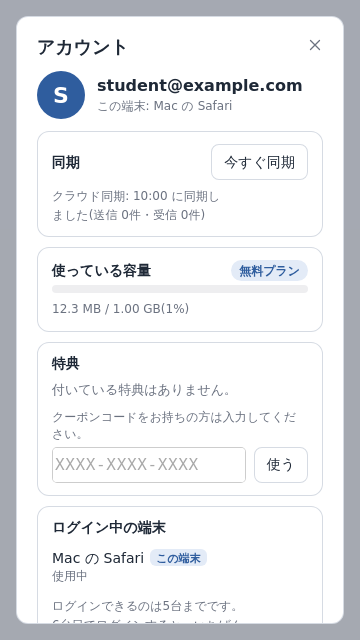 アカウント
×
S
student@example.com
この端末: Mac の Safari
同期
今すぐ同期
クラウド同期: 10:00 に同期し
ました(送信 0件・受信 0件)
使っている容量
無料プラン
12.3 MB / 1.00 GB(1%)
特典
付いている特典はありません。
クーポンコードをお持ちの方は入力してくだ
さい。
XXXX-XXXX-XXXX
使う
ログイン中の端末
Mac の Safari この端末
使用中
ログインできるのは5台までです。